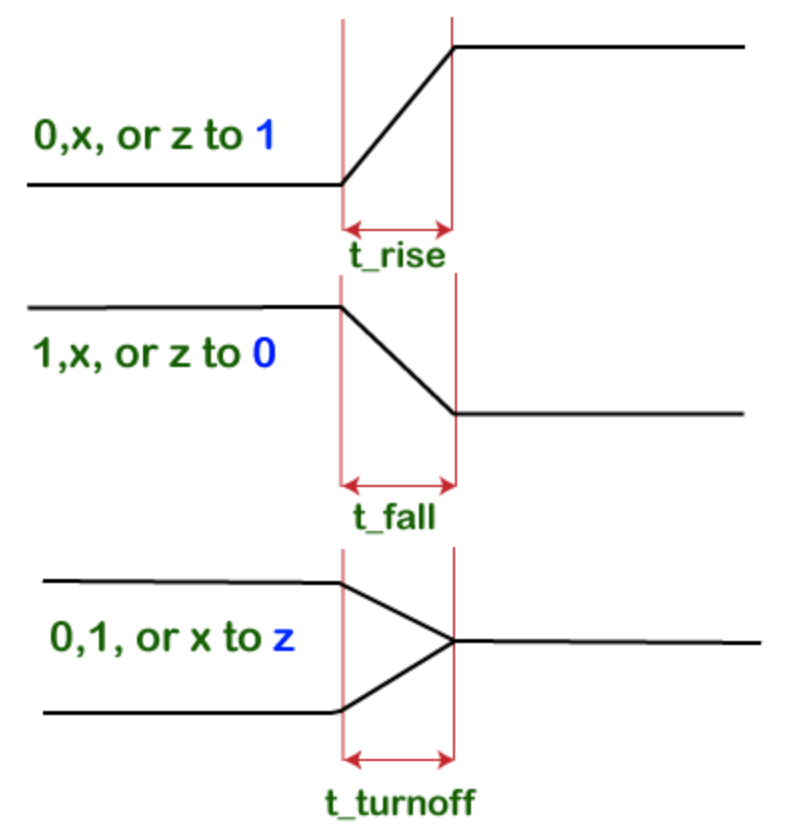 0,x, or z to 1
t_rise
1,x, or z to 0
t_fall
0,1, or x to z
t_turnoff